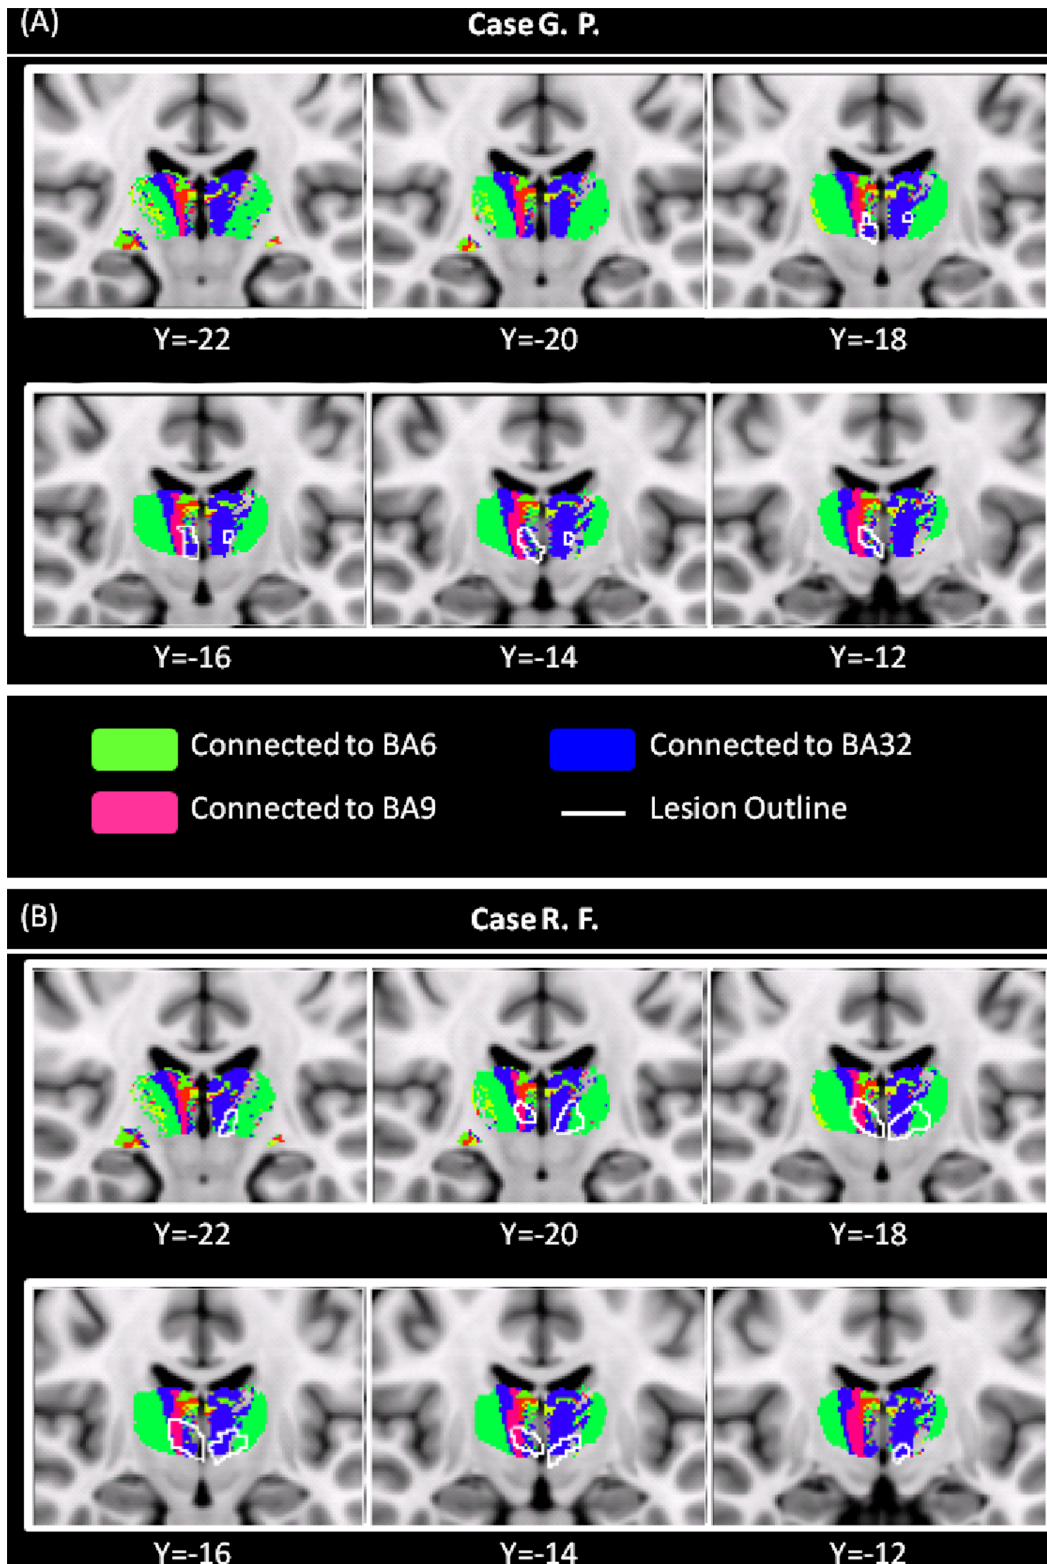 (A) Case G. P.
Y=-22 Y=-20 Y=-18
Y=-16 Y=-14 Y=-12
Connected to BA6 Connected to BA32
Connected to BA9 Lesion Outline
(B) Case R. F.
Y=-22 Y=-20 Y=-18
Y=-16 Y=-14 Y=-12